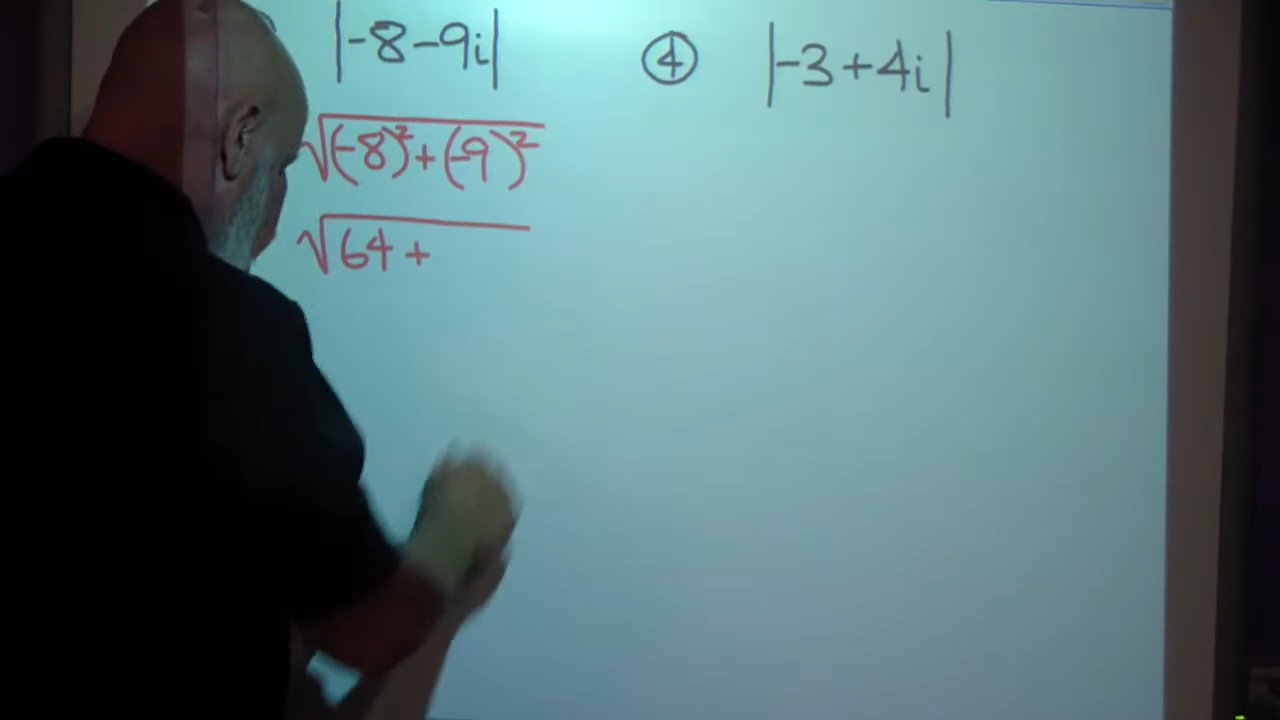 |-8-9i|
√(-8)²+(-9)²
√64+
④ |-3+4i|